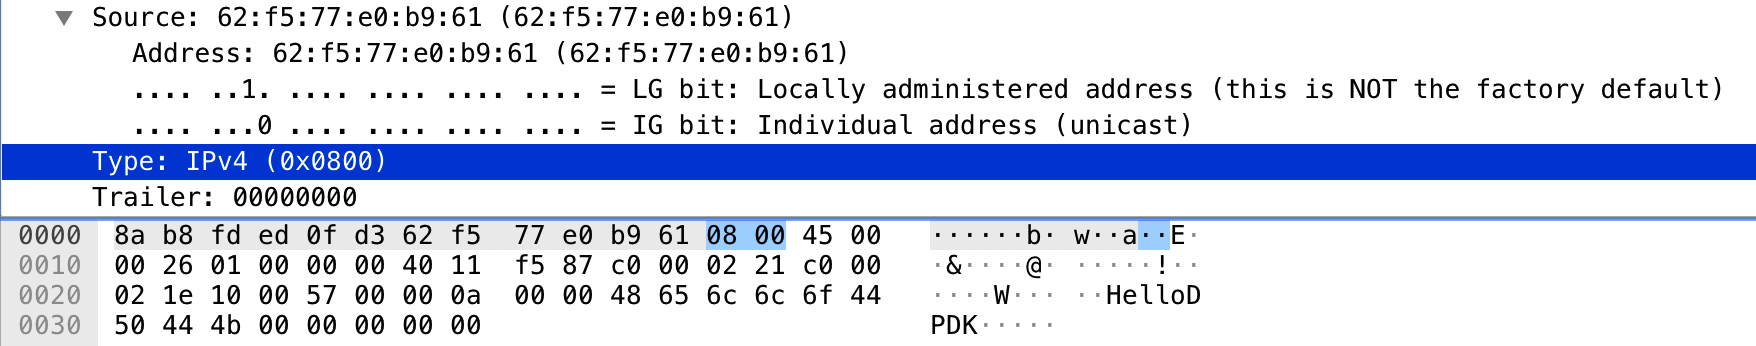 ▼ Source: 62:f5:77:e0:b9:61 (62:f5:77:e0:b9:61)
Address: 62:f5:77:e0:b9:61 (62:f5:77:e0:b9:61)
.... ..1. .... .... .... .... = LG bit: Locally administered address (this is NOT the factory default)
.... ...0 .... .... .... .... = IG bit: Individual address (unicast)
Type: IPv4 (0x0800)
Trailer: 00000000
0000 8a b8 fd ed 0f d3 62 f5 77 e0 b9 61 08 00 45 00 ······b· w··a··E·
0010 00 26 01 00 00 00 40 11 f5 87 c0 00 02 21 c0 00 ·&····@· ·····!··
0020 02 1e 10 00 57 00 00 0a 00 00 48 65 6c 6c 6f 44 ····W··· ··HelloD
0030 50 44 4b 00 00 00 00 00 PDK·····